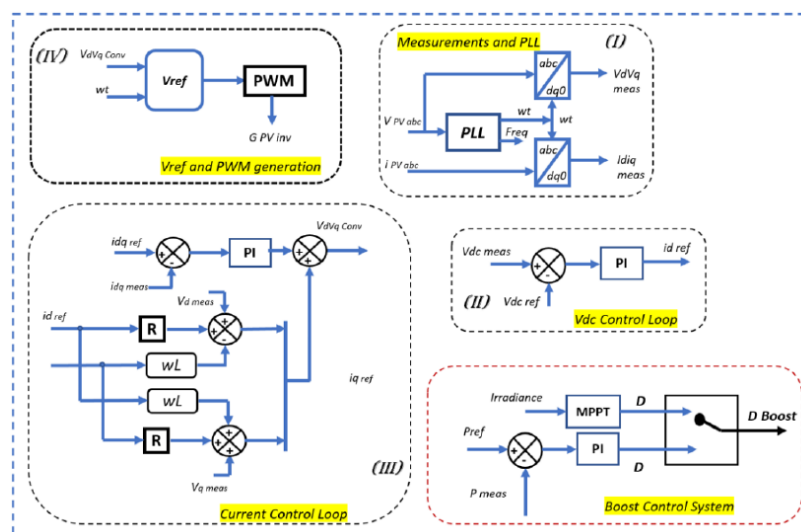 (IV)
VdVq Conv
wt
Vref
PWM
G PV inv
Vref and PWM generation
Measurements and PLL
(I)
abc
dq0
VdVq
meas
V PV abc
PLL
wt
wt
Freq
i PV abc
abc
dq0
Idiq
meas
idq ref
+
-
PI
+
+
VdVq Conv
idq meas
Vd meas
id ref
R
+
+
-
wL
iq ref
wL
R
+
+
+
Vq meas
(III)
Current Control Loop
Vdc meas
+
-
PI
id ref
(II)
Vdc ref
Vdc Control Loop
Irradiance
MPPT
D
D Boost
Pref
+
-
PI
D
P meas
Boost Control System